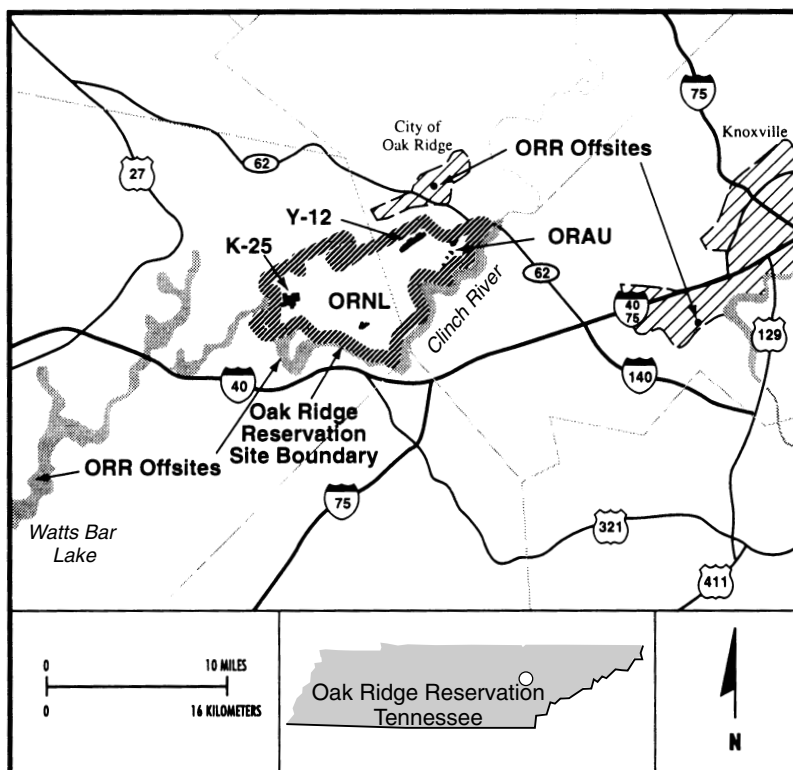 75
Knoxville
City of
Oak Ridge
ORR Offsites
62
27
Y-12
ORAU
K-25
62
ORNL
Clinch River
40
75
129
40
140
Oak Ridge
Reservation
Site Boundary
ORR Offsites
75
321
Watts Bar
Lake
411
0
10 MILES
0
16 KILOMETERS
Oak Ridge Reservation
Tennessee
N